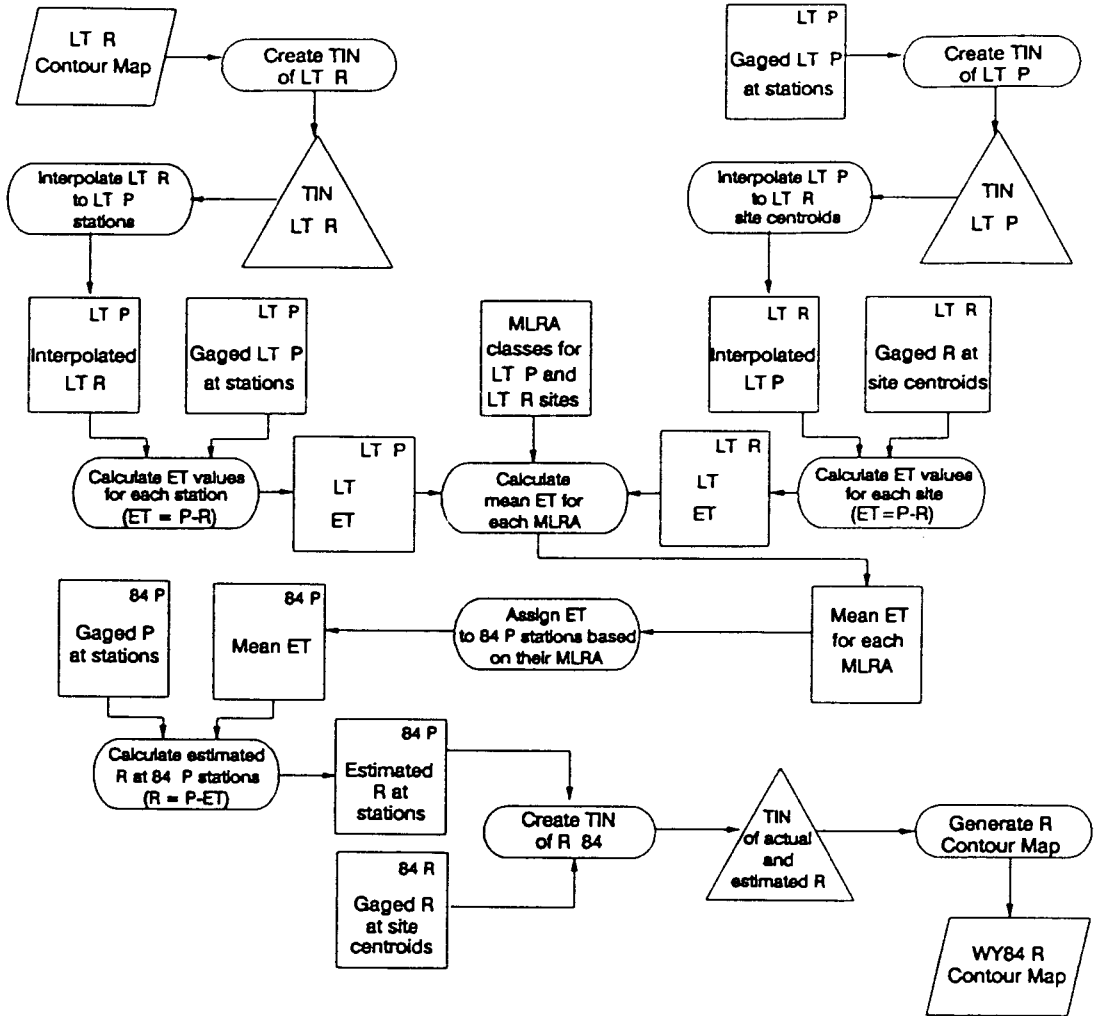 LT R
Contour Map
Create TIN
of LT R
LT P
Gaged LT P
at stations
Create TIN
of LT P
Interpolate LT R
to LT P
stations
TIN
LT R
Interpolate LT P
to LT R
site centroids
TIN
LT P
LT P
Interpolated
LT R
LT P
Gaged LT P
at stations
MLRA
classes for
LT P and
LT R sites
LT R
Interpolated
LT P
LT R
Gaged R at
site centroids
Calculate ET values
for each station
(ET = P-R)
LT P
LT
ET
Calculate
mean ET for
each MLRA
LT R
LT
ET
Calculate ET values
for each site
(ET = P-R)
84 P
Gaged P
at stations
84 P
Mean ET
Assign ET
to 84 P stations based
on their MLRA
Mean ET
for each
MLRA
Calculate estimated
R at 84 P stations
(R = P-ET)
84 P
Estimated
R at
stations
Create TIN
of R 84
TIN
of actual
and
estimated R
Generate R
Contour Map
84 R
Gaged R
at site
centroids
WY84 R
Contour Map